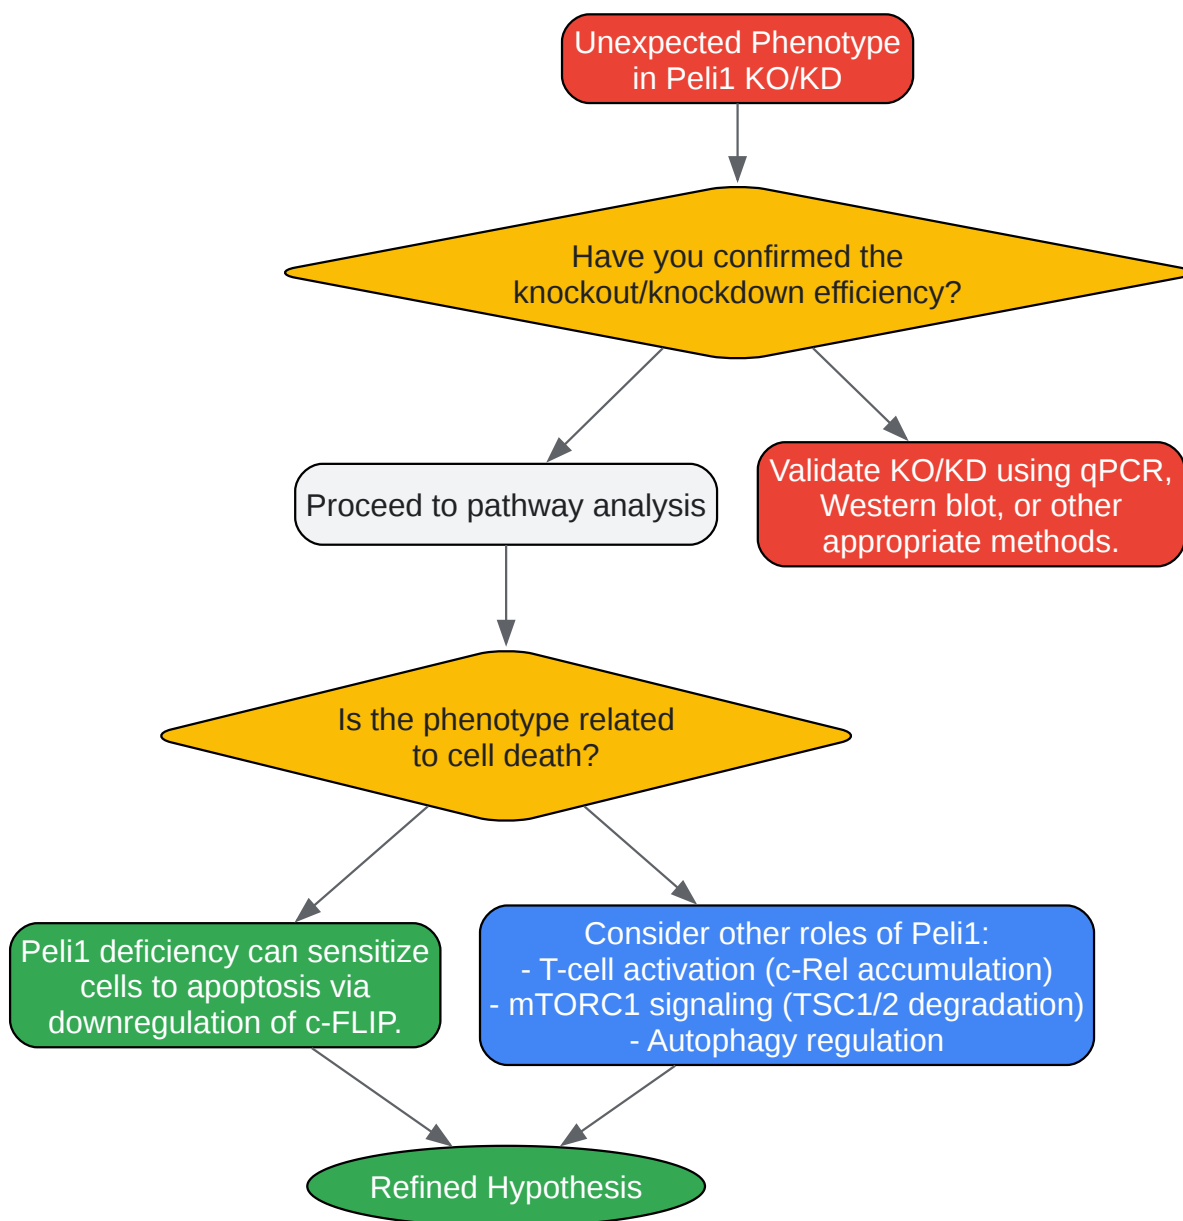 Unexpected Phenotype
in Peli1 KO/KD
Have you confirmed the
knockout/knockdown efficiency?
Proceed to pathway analysis
Validate KO/KD using qPCR,
Western blot, or other
appropriate methods.
Is the phenotype related
to cell death?
Peli1 deficiency can sensitize
cells to apoptosis via
downregulation of c-FLIP.
Consider other roles of Peli1:
- T-cell activation (c-Rel accumulation)
- mTORC1 signaling (TSC1/2 degradation)
- Autophagy regulation
Refined Hypothesis